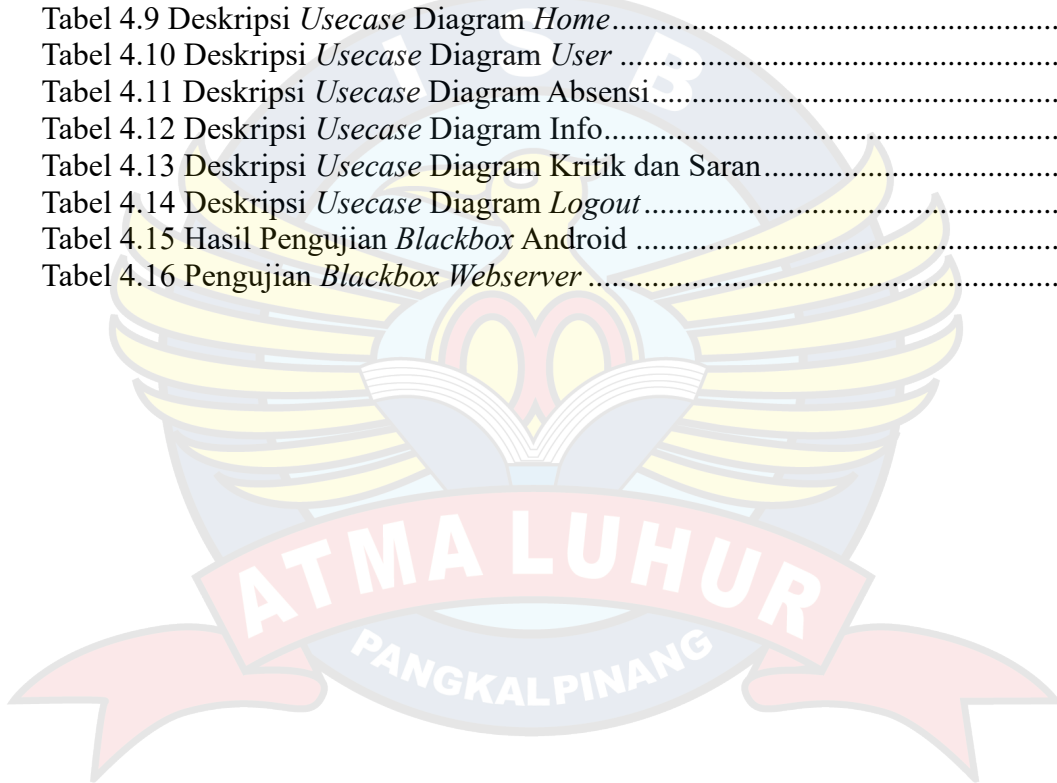 Tabel 4.9 Deskripsi Usecase Diagram Home....................................................
Tabel 4.10 Deskripsi Usecase Diagram User ....................................................
Tabel 4.11 Deskripsi Usecase Diagram Absensi....................................................
Tabel 4.12 Deskripsi Usecase Diagram Info....................................................
Tabel 4.13 Deskripsi Usecase Diagram Kritik dan Saran....................................
Tabel 4.14 Deskripsi Usecase Diagram Logout....................................................
Tabel 4.15 Hasil Pengujian Blackbox Android ....................................................
Tabel 4.16 Pengujian Blackbox Webserver ....................................................
I S B
ATMA LUHUR
PANGKALPINANG